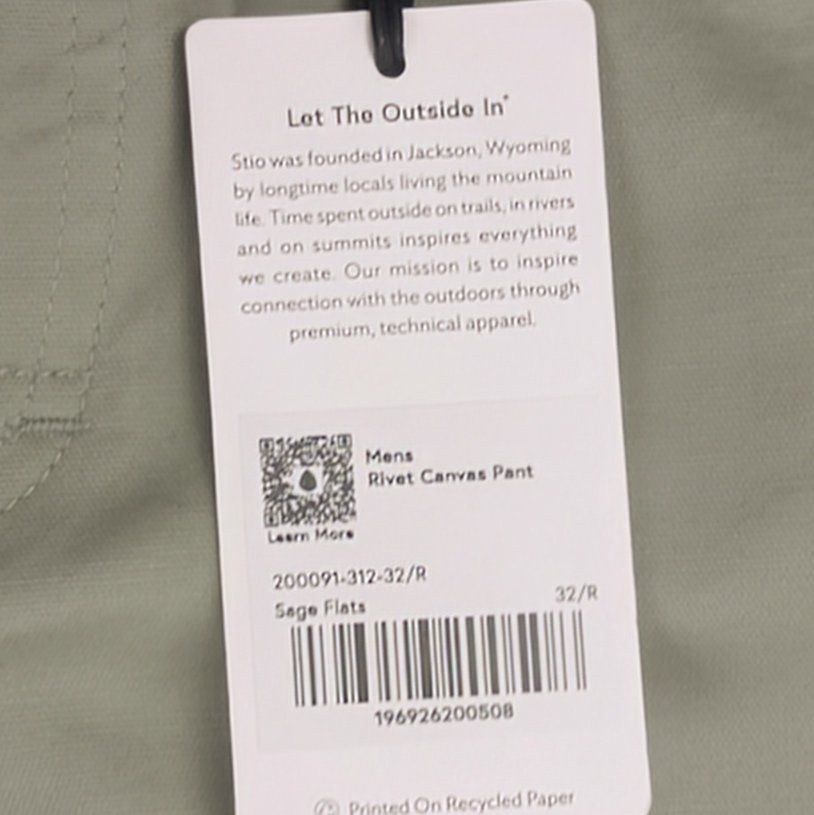 Let The Outside In*
Stio was founded in Jackson, Wyoming
by longtime locals living the mountain
life. Time spent outside on trails, in rivers
and on summits inspires everything
we create. Our mission is to inspire
connection with the outdoors through
premium, technical apparel.
Mens
Rivet Canvas Pant
Learn More
200091-312-32/R
Sage Flats 32/R
196926200508
Printed On Recycled Paper